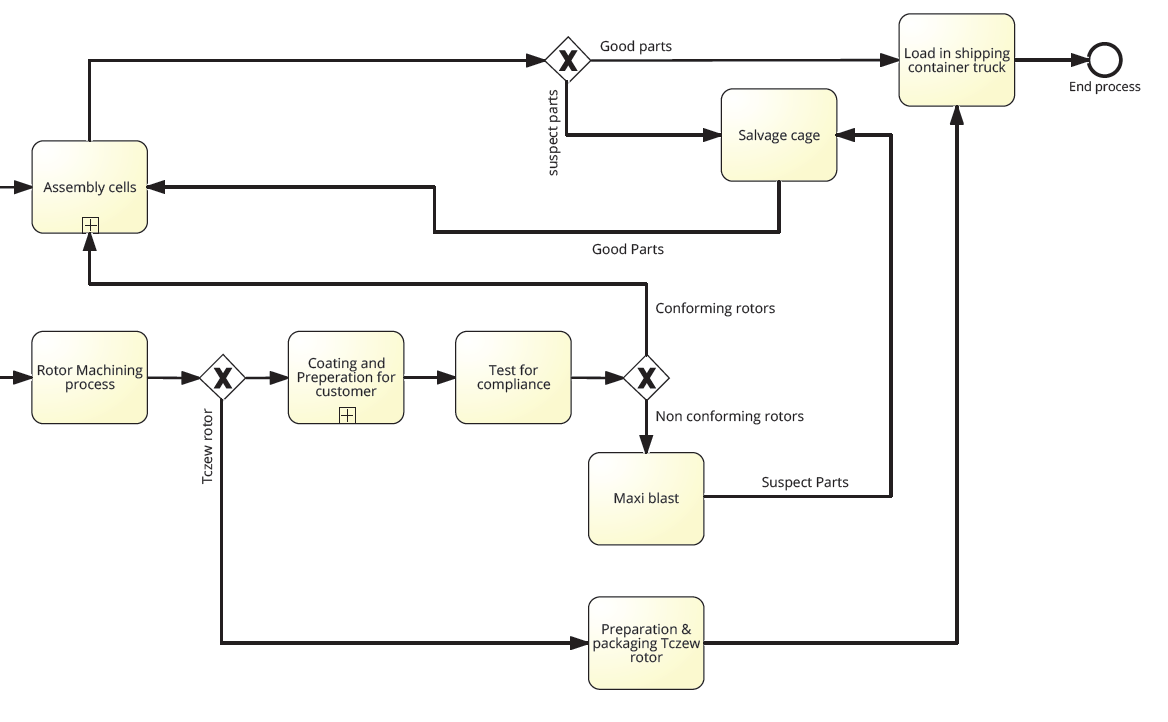 Good parts
Load in shipping
container truck
End process
suspect parts
Salvage cage
Assembly cells
Good Parts
Conforming rotors
Rotor Machining
process
Coating and
Preperation for
customer
Test for
compliance
Tczew rotor
Non conforming rotors
Maxi blast
Suspect Parts
Preparation &
packaging Tczew
rotor